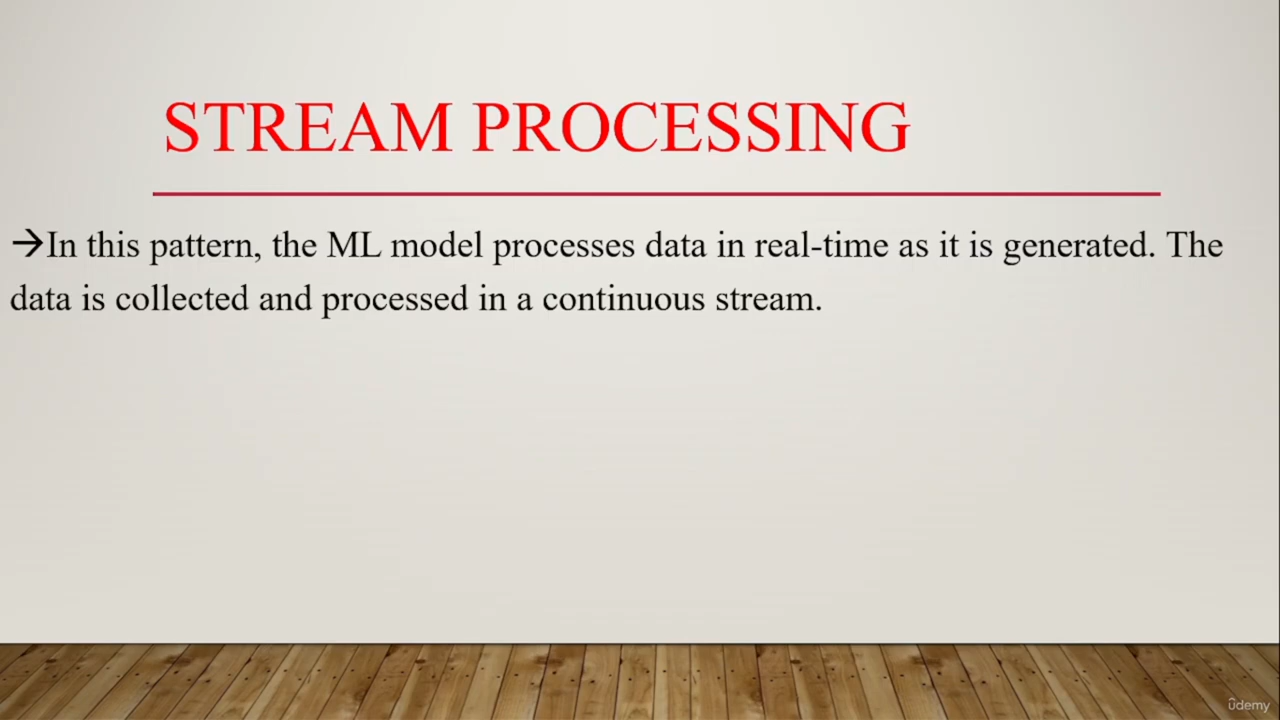 STREAM PROCESSING
→In this pattern, the ML model processes data in real-time as it is generated. The
data is collected and processed in a continuous stream.
ûdemy